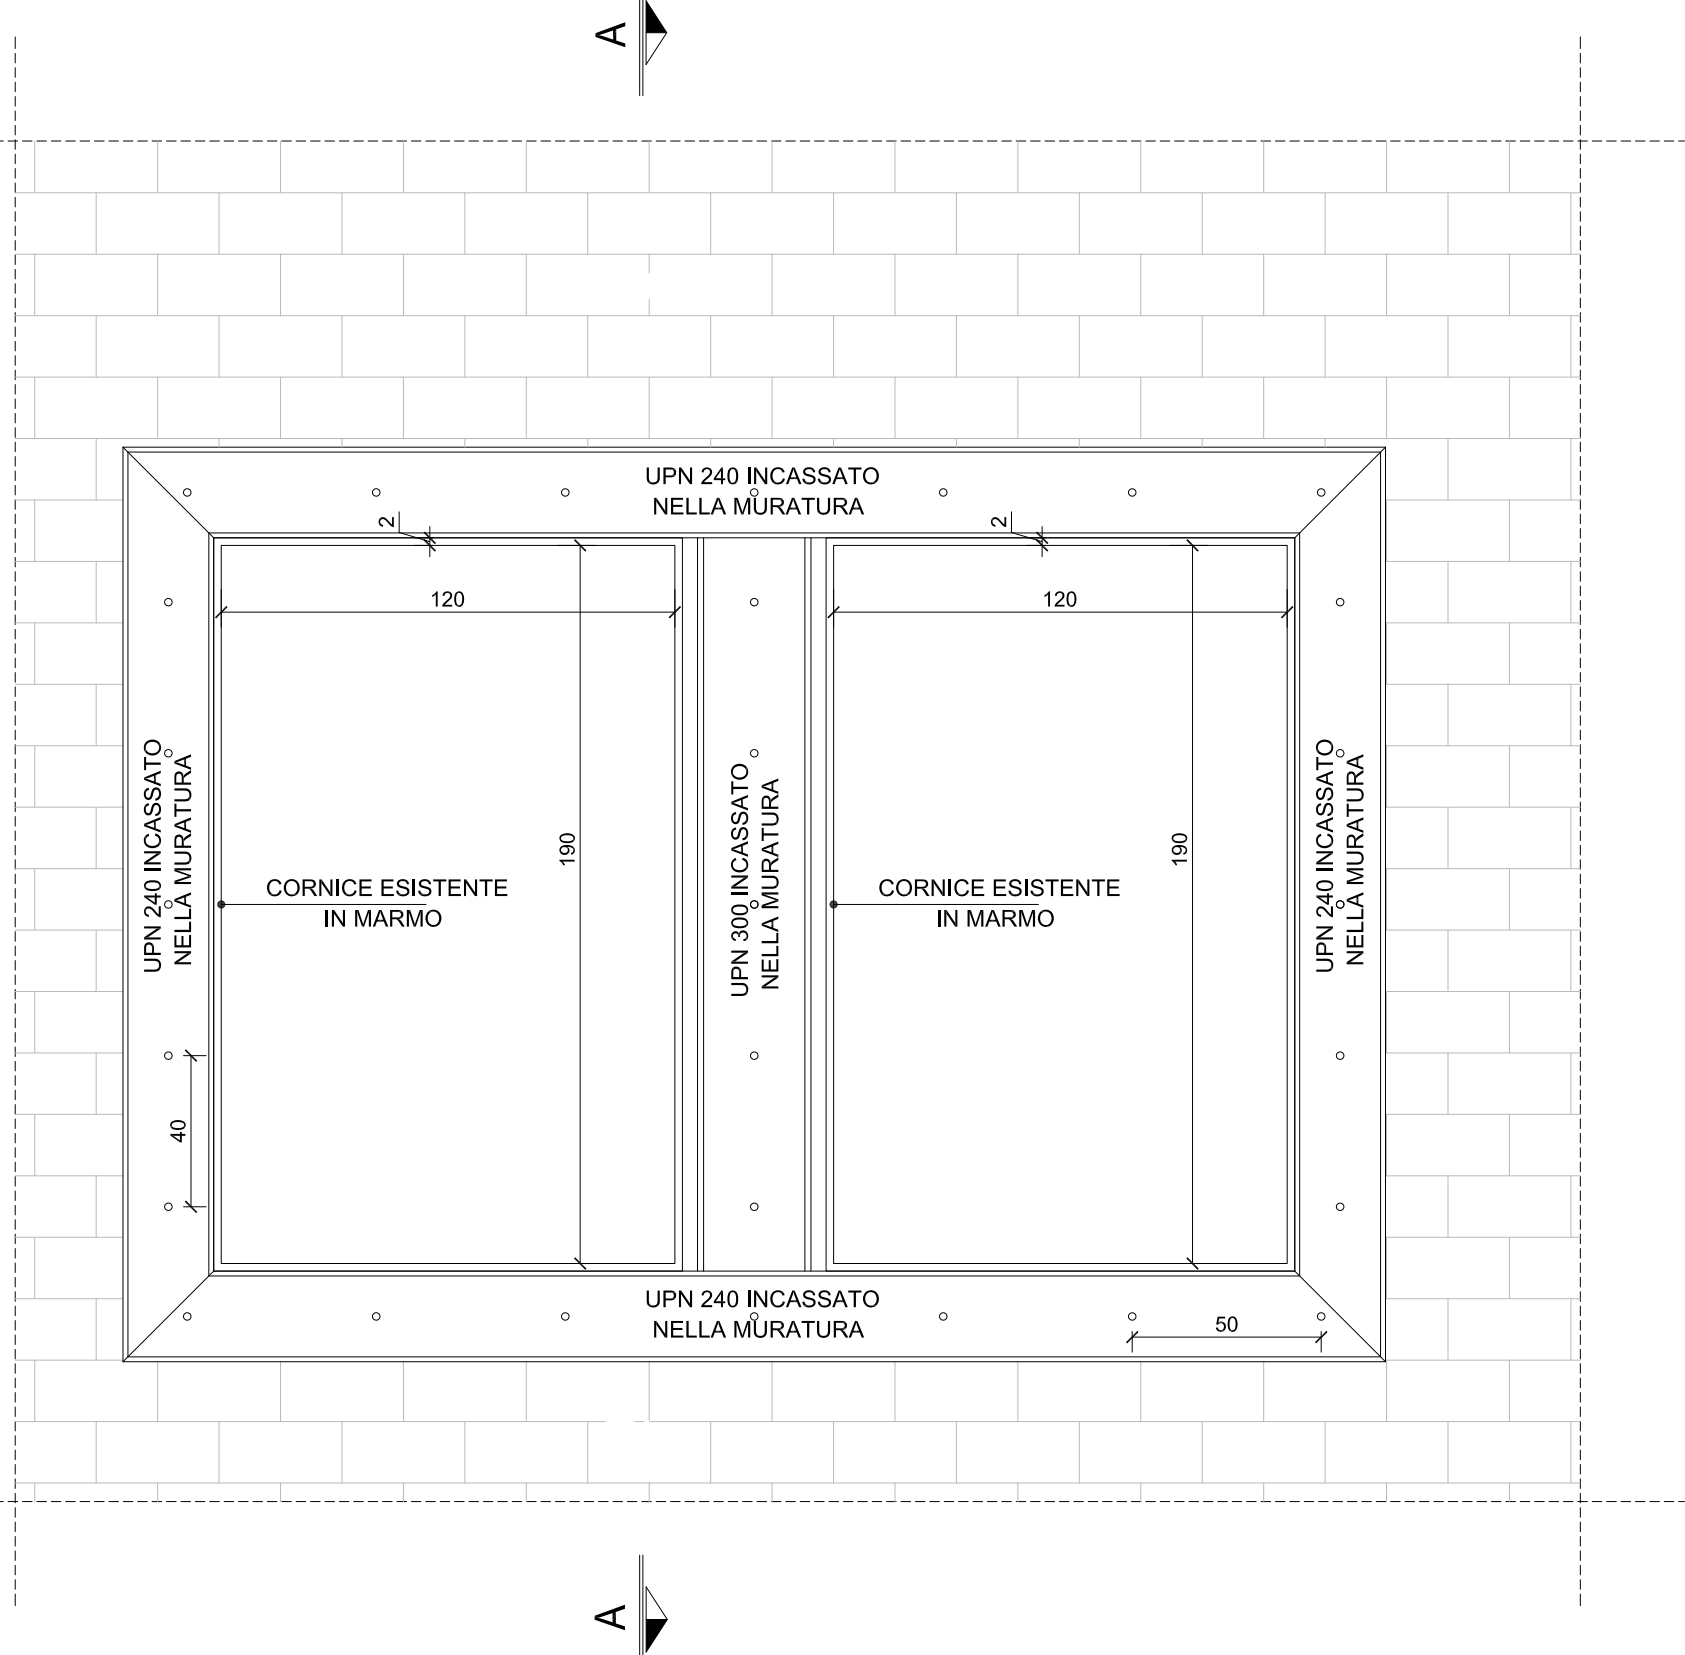 A
UPN 240 INCASSATO
NELLA MURATURA
2
2
120
120
UPN 240 INCASSATO
NELLA MURATURA
190
CORNICE ESISTENTE
IN MARMO
UPN 300 INCASSATO
NELLA MURATURA
190
CORNICE ESISTENTE
IN MARMO
UPN 240 INCASSATO
NELLA MURATURA
40
UPN 240 INCASSATO
NELLA MURATURA
50
A